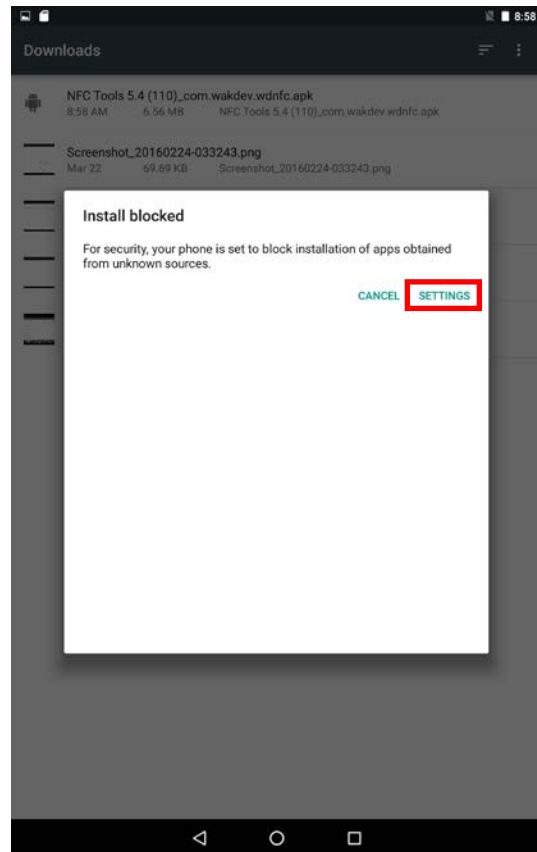 8:58
Downloads
NFC Tools 5.4 (110)_com.wakdev.wdnfc.apk
8:58 AM 6.56 MB NFC Tools 5.4 (110)_com.wakdev.wdnfc.apk
Screenshot_20160224-033243.png
Mar 22 69.69 KB Screenshot_20160224-033243.png
Install blocked
For security, your phone is set to block installation of apps obtained
from unknown sources.
CANCEL SETTINGS